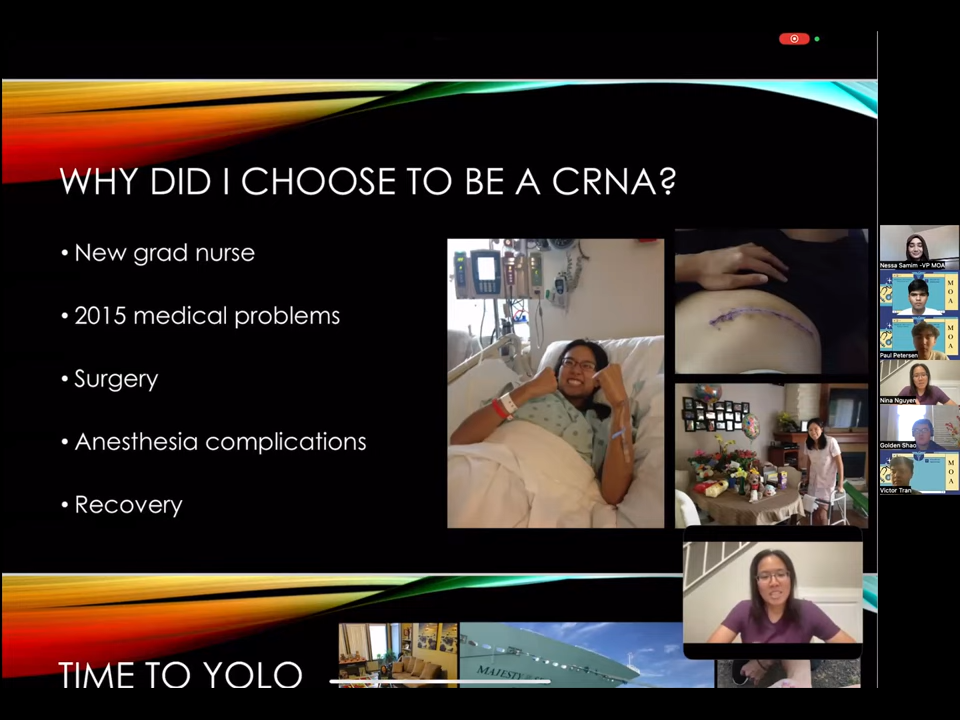 WHY DID I CHOOSE TO BE A CRNA?
• New grad nurse
• 2015 medical problems
• Surgery
• Anesthesia complications
• Recovery
TIME TO YOLO
MAJESTY
Nessa Samim -VP MOA
MOA
Paul Petersen
MOA
Nina Nguyen
Golden Shao
Victor Tran
MOA